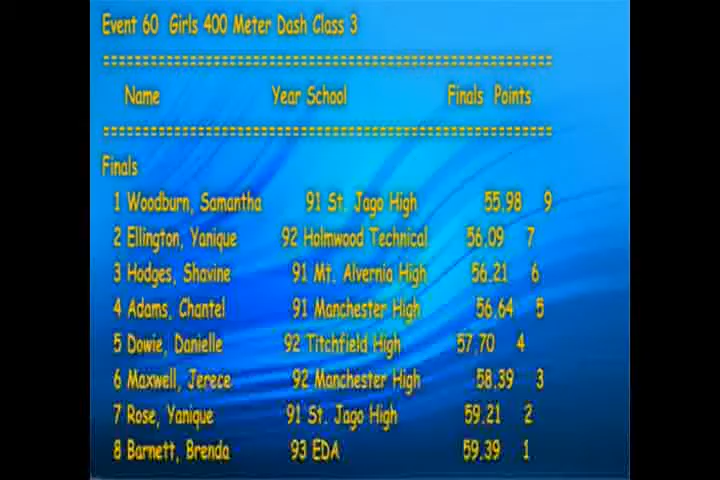 Event 60 Girls 400 Meter Dash Class 3
==================================================
Name Year School Finals Points
==================================================
Finals
1 Woodburn, Samantha 91 St. Jago High 55.98 9
2 Ellington, Yanique 92 Holmwood Technical 56.09 7
3 Hodges, Shavine 91 Mt. Alvernia High 56.21 6
4 Adams, Chantel 91 Manchester High 56.64 5
5 Dowie, Danielle 92 Titchfield High 57.70 4
6 Maxwell, Jerece 92 Manchester High 58.39 3
7 Rose, Yanique 91 St. Jago High 59.21 2
8 Barnett, Brenda 93 EDA 59.39 1